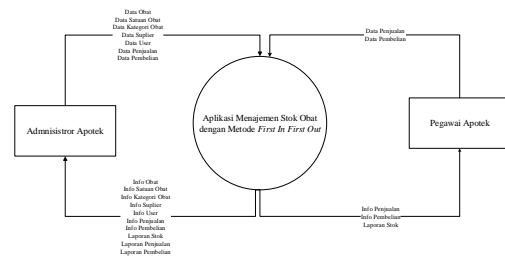 Data Obat
Data Satuan Obat
Data Kategori Obat
Data Suplier
Data User
Data Penjualan
Data Pembelian
Data Penjualan
Data Pembelian
Admnisistror Apotek
Aplikasi Menajemen Stok Obat
dengan Metode First In First Out
Pegawai Apotek
Info Obat
Info Satuan Obat
Info Kategori Obat
Info Suplier
Info User
Info Penjualan
Info Pembelian
Laporan Stok
Laporan Penjualan
Laporan Pembelian
Info Penjualan
Info Pembelian
Laporan Stok